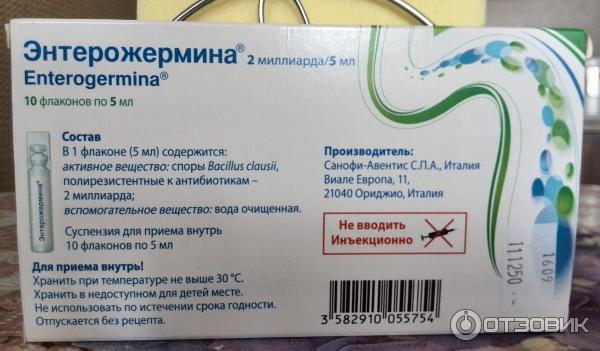 Энтерожермина® 2 миллиарда/5 мл
Enterogermina®
10 флаконов по 5 мл
Состав
В 1 флаконе (5 мл) содержится:
активное вещество: споры Bacillus clausii,
полирезистентные к антибиотикам –
2 миллиарда;
вспомогательное вещество: вода очищенная.
Суспензия для приема внутрь
10 флаконов по 5 мл
Энтерожермина®
Для приема внутрь!
Хранить при температуре не выше 30 °C.
Хранить в недоступном для детей месте.
Не использовать по истечении срока годности.
Отпускается без рецепта.
Производитель:
Санофи-Авентис С.П.А., Италия
Виале Европа, 11,
21040 Ориджио, Италия
Не вводить
Инъекционно
3 582910 055754
111250 -
1609
ОТЗОВИК